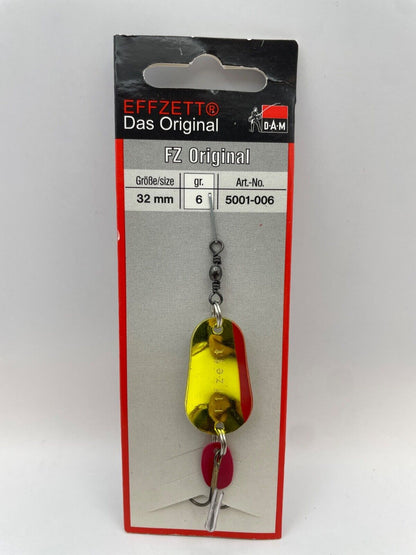 EFFZETT®
Das Original
D·A·M
FZ Original
Größe/size gr. Art.-No.
32 mm 6 5001-006